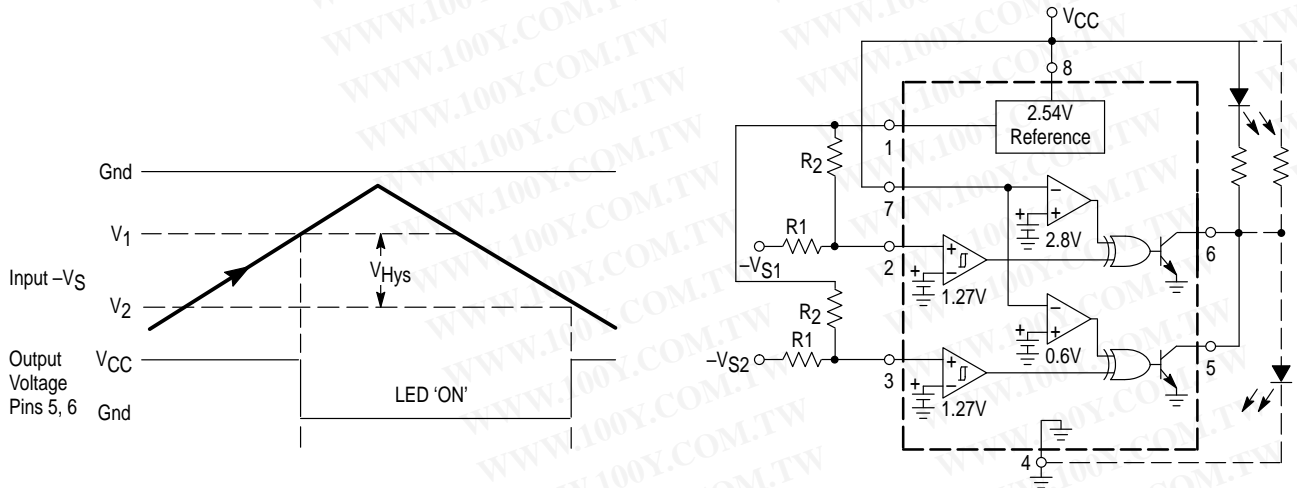 Gnd
V1
Input –VS
VHys
V2
Output
Voltage
Pins 5, 6
VCC
LED 'ON'
Gnd
VCC
8
2.54V
Reference
1
R2
7
+
–
+
2.8V
R1
–VS1
2
+
–
+
1.27V
6
R2
–
+
+
0.6V
R1
–VS2
3
+
–
+
1.27V
5
4
WWW.100Y.COM.TW